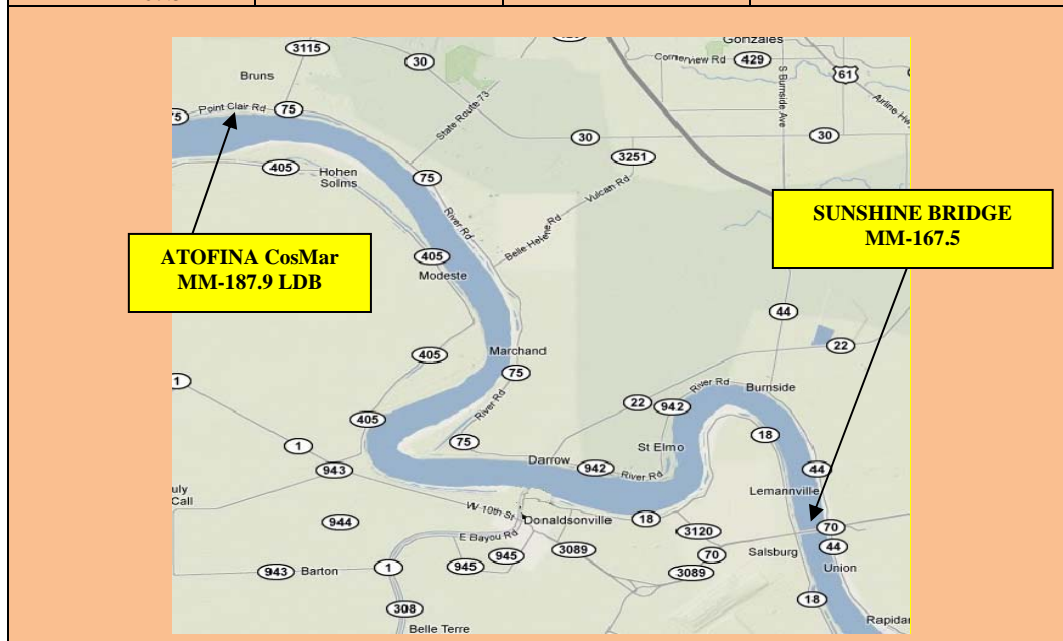 GONZALES
Cornerview Rd 429
S Burnside Ave
61
Airline Hwy
3115
30
Bruns
Point Clair Rd 75
State Route 73
30
30
3251
405
Hohen
Solms
75
River Rd
Vulcan Rd
Belle Helene Rd
SUNSHINE BRIDGE
MM-167.5
ATOFINA CosMar
MM-187.9 LDB
405
Modeste
44
22
405
Marchand
75
River Rd
1
River Rd
Burnside
22
942
405
18
1
75
St Elmo
Darrow
942
River Rd
44
943
Lemannville
Call
W 10th St
944
Donaldsonville
18
3120
70
E Bayou Rd
945
3089
70
Salsburg
44
943
Barton
1
945
3089
Union
18
308
Belle Terre